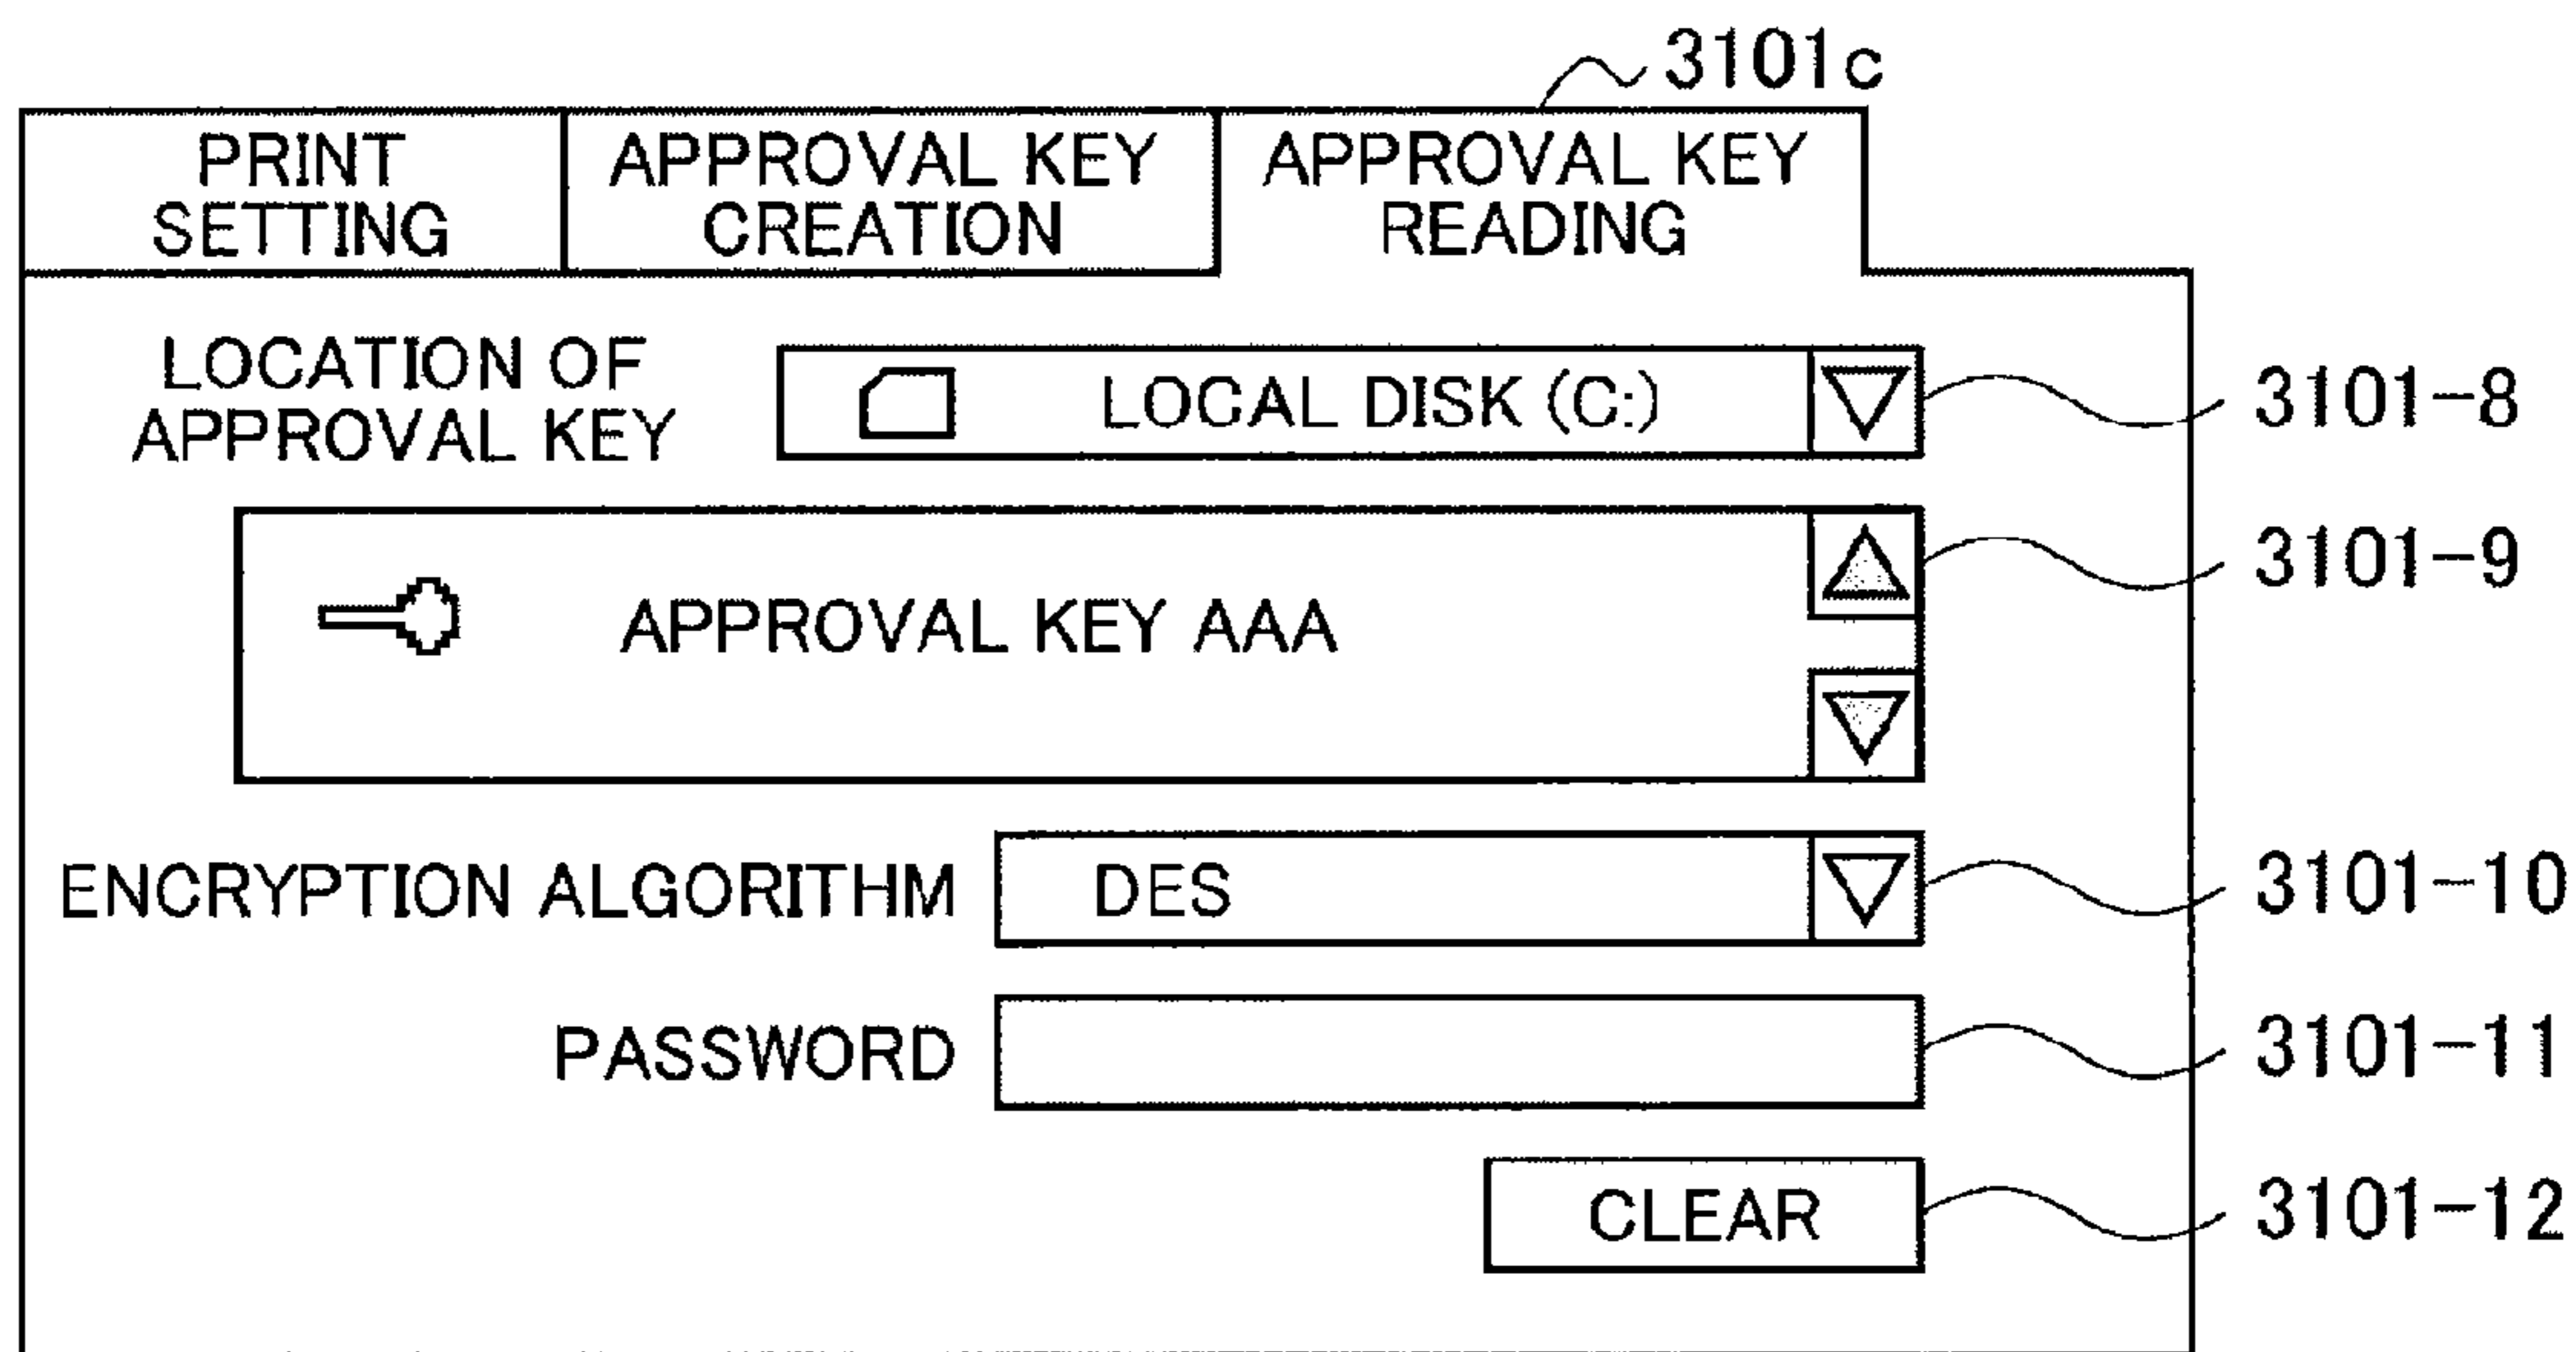 3101c
PRINT
SETTING
APPROVAL KEY
CREATION
APPROVAL KEY
READING
LOCATION OF
APPROVAL KEY
LOCAL DISK (C:)
3101-8
3101-9
APPROVAL KEY AAA
ENCRYPTION ALGORITHM
DES
3101-10
PASSWORD
3101-11
CLEAR
3101-12